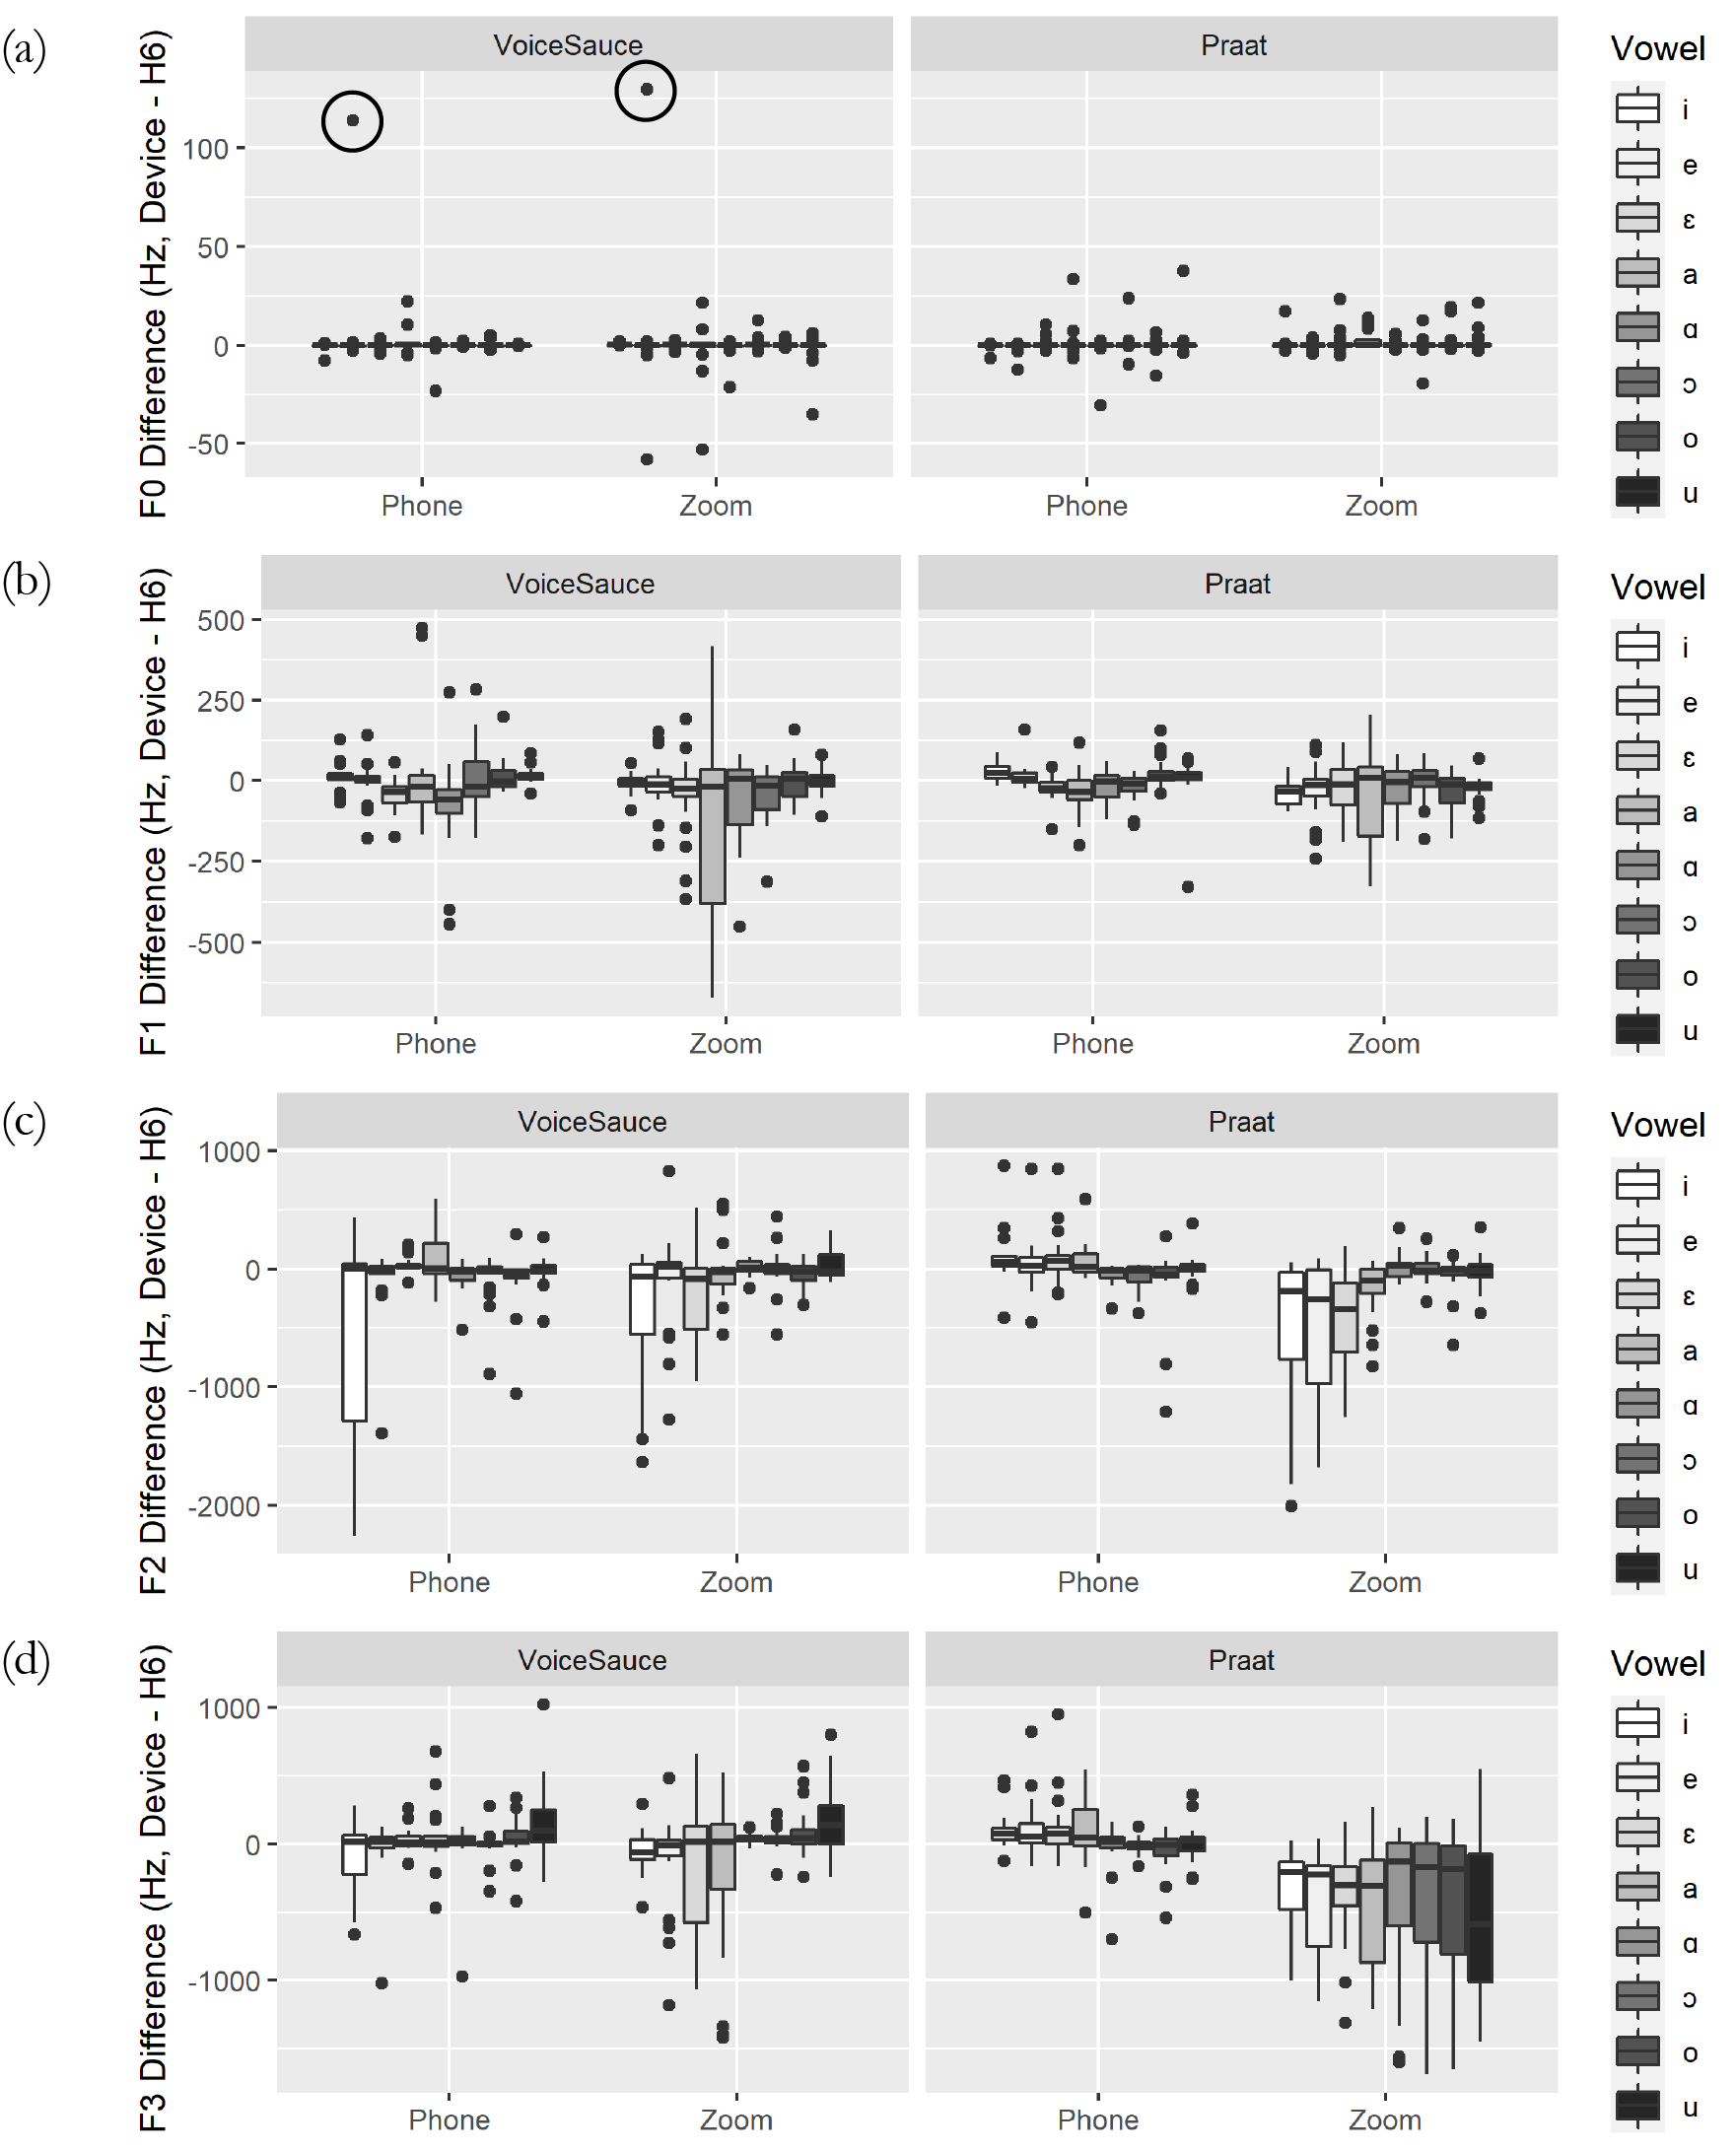 (a)
F0 Difference (Hz, Device - H6)
VoiceSauce
Praat
100
50
0
-50
Phone
Zoom
Phone
Zoom
Vowel
i
e
ɛ
a
ɑ
ɔ
o
u
(b)
F1 Difference (Hz, Device - H6)
VoiceSauce
Praat
500
250
0
-250
-500
Phone
Zoom
Phone
Zoom
Vowel
i
e
ɛ
a
ɑ
ɔ
o
u
(c)
F2 Difference (Hz, Device - H6)
VoiceSauce
Praat
1000
0
-1000
-2000
Phone
Zoom
Phone
Zoom
Vowel
i
e
ɛ
a
ɑ
ɔ
o
u
(d)
F3 Difference (Hz, Device - H6)
VoiceSauce
Praat
1000
0
-1000
Phone
Zoom
Phone
Zoom
Vowel
i
e
ɛ
a
ɑ
ɔ
o
u